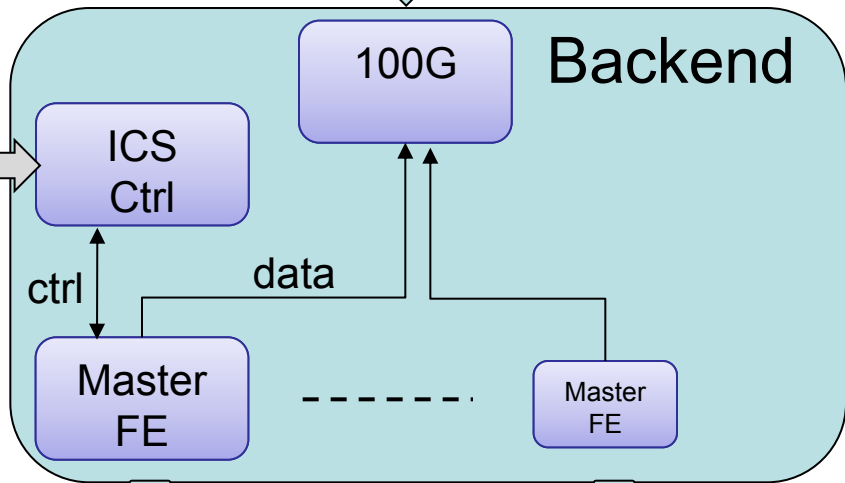 100G
Backend
ICS
Ctrl
ctrl
data
Master
FE
Master
FE